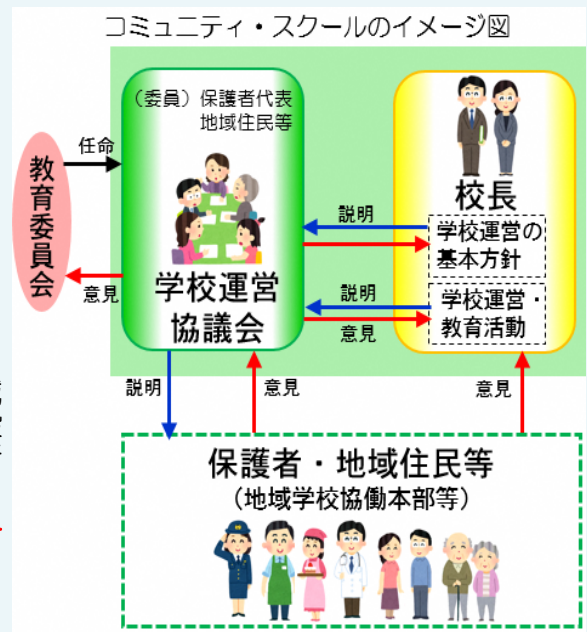 コミュニティ・スクールのイメージ図
（委員）保護者代表
地域住民等
教育委員会
任命
意見
学校運営
協議会
校長
説明
学校運営の
基本方針
説明
意見
学校運営・
教育活動
説明
意見
意見
保護者・地域住民等
（地域学校協働本部等）